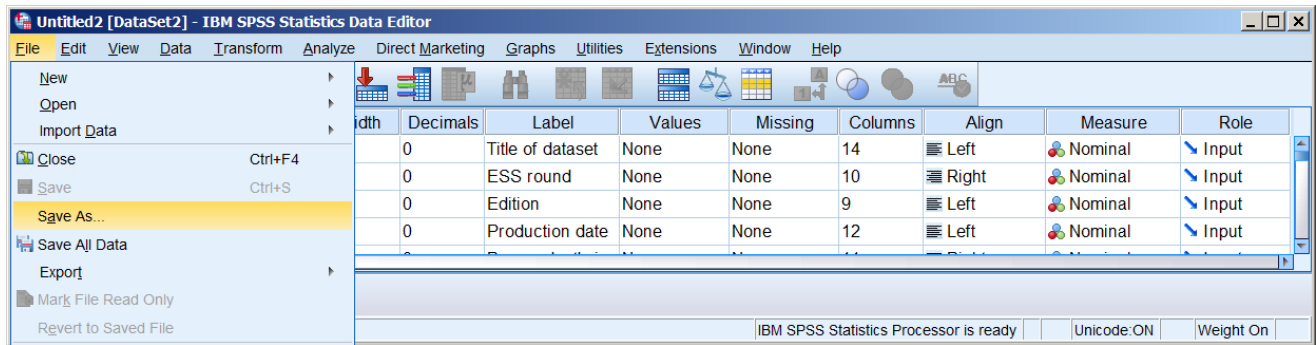 Untitled2 [DataSet2] - IBM SPSS Statistics Data Editor
File Edit View Data Transform Analyze Direct Marketing Graphs Utilities Extensions Window Help
New
Open
Import Data
Close Ctrl+F4
Save Ctrl+S
Save As...
Save All Data
Export
Mark File Read Only
Revert to Saved File
idth Decimals Label Values Missing Columns Align Measure Role
0 Title of dataset None None 14 Left Nominal Input
0 ESS round None None 10 Right Nominal Input
0 Edition None None 9 Left Nominal Input
0 Production date None None 12 Left Nominal Input
IBM SPSS Statistics Processor is ready Unicode:ON Weight On